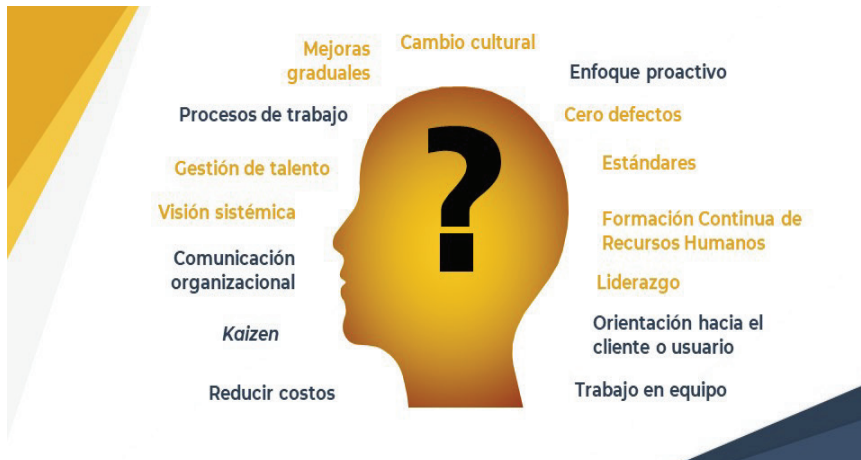 Cambio cultural
Mejoras
graduales
Procesos de trabajo
Gestión de talento
Visión sistémica
Comunicación
organizacional
Kaizen
Reducir costos
?
Enfoque proactivo
Cero defectos
Estándares
Formación Continua de
Recursos Humanos
Liderazgo
Orientación hacia el
cliente o usuario
Trabajo en equipo